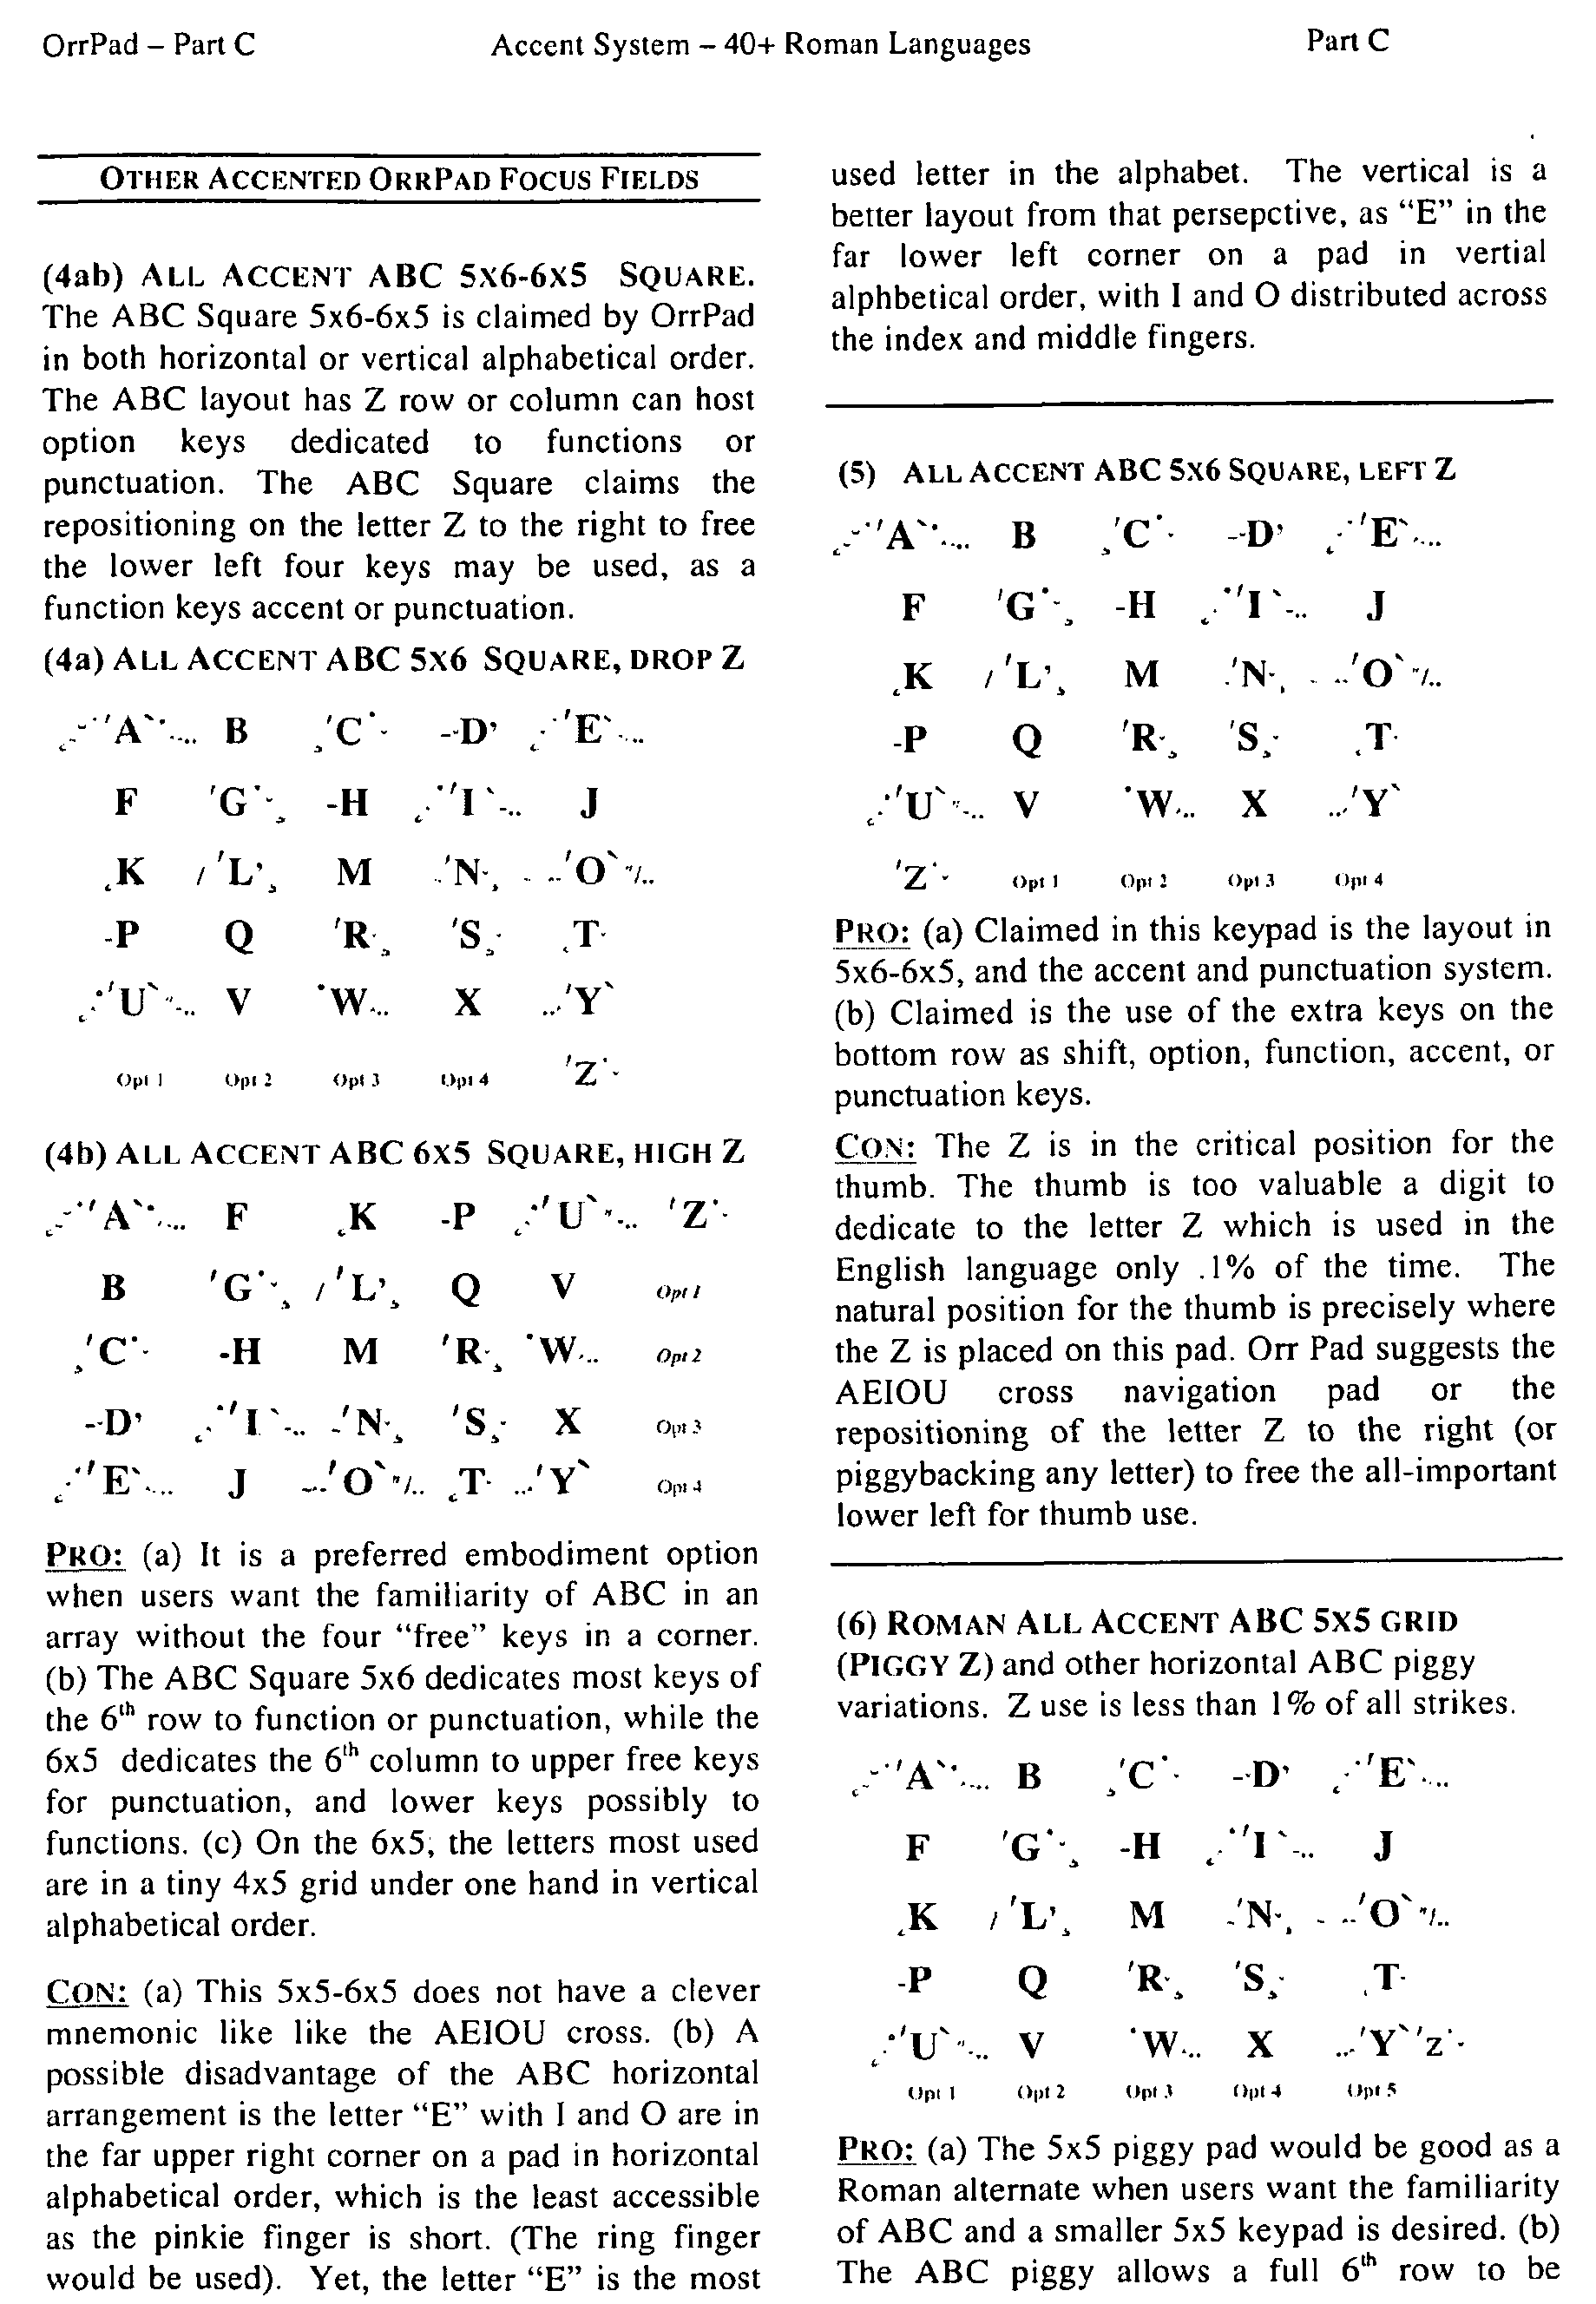 OrrPad – Part C
Accent System – 40+ Roman Languages
Part C
OTHER ACCENTED ORRPAD FOCUS FIELDS
(4ab) ALL ACCENT ABC 5X6-6X5 SQUARE.
The ABC Square 5x6-6x5 is claimed by OrrPad
in both horizontal or vertical alphabetical order.
The ABC layout has Z row or column can host
option keys dedicated to functions or
punctuation. The ABC Square claims the
repositioning on the letter Z to the right to free
the lower left four keys may be used, as a
function keys accent or punctuation.
(4a) ALL ACCENT ABC 5X6 SQUARE, DROP Z
A B C D E
F G H I J
K L M N O
P Q R S T
U V W X Y
Opt 1 Opt 2 Opt 3 Opt 4 Z
(4b) ALL ACCENT ABC 6X5 SQUARE, HIGH Z
A F K P U Z
B G L Q V Opt 1
C H M R W Opt 2
D I N S X Opt 3
E J O T Y Opt 4
PRO: (a) It is a preferred embodiment option
when users want the familiarity of ABC in an
array without the four “free” keys in a corner.
(b) The ABC Square 5x6 dedicates most keys of
the 6th row to function or punctuation, while the
6x5 dedicates the 6th column to upper free keys
for punctuation, and lower keys possibly to
functions. (c) On the 6x5, the letters most used
are in a tiny 4x5 grid under one hand in vertical
alphabetical order.
CON: (a) This 5x5-6x5 does not have a clever
mnemonic like like the AEIOU cross. (b) A
possible disadvantage of the ABC horizontal
arrangement is the letter “E” with I and O are in
the far upper right corner on a pad in horizontal
alphabetical order, which is the least accessible
as the pinkie finger is short. (The ring finger
would be used). Yet, the letter “E” is the most
used letter in the alphabet. The vertical is a
better layout from that persepctive, as “E” in the
far lower left corner on a pad in vertial
alphbetical order, with I and O distributed across
the index and middle fingers.
(5) ALL ACCENT ABC 5X6 SQUARE, LEFT Z
A B C D E
F G H I J
K L M N O
P Q R S T
U V W X Y
Z Opt 1 Opt 2 Opt 3 Opt 4
PRO: (a) Claimed in this keypad is the layout in
5x6-6x5, and the accent and punctuation system.
(b) Claimed is the use of the extra keys on the
bottom row as shift, option, function, accent, or
punctuation keys.
CON: The Z is in the critical position for the
thumb. The thumb is too valuable a digit to
dedicate to the letter Z which is used in the
English language only .1% of the time. The
natural position for the thumb is precisely where
the Z is placed on this pad. Orr Pad suggests the
AEIOU cross navigation pad or the
repositioning of the letter Z to the right (or
piggybacking any letter) to free the all-important
lower left for thumb use.
(6) ROMAN ALL ACCENT ABC 5X5 GRID
(PIGGY Z) and other horizontal ABC piggy
variations. Z use is less than 1% of all strikes.
A B C D E
F G H I J
K L M N O
P Q R S T
U V W X Y z
Opt 1 Opt 2 Opt 3 Opt 4 Opt 5
PRO: (a) The 5x5 piggy pad would be good as a
Roman alternate when users want the familiarity
of ABC and a smaller 5x5 keypad is desired. (b)
The ABC piggy allows a full 6th row to be